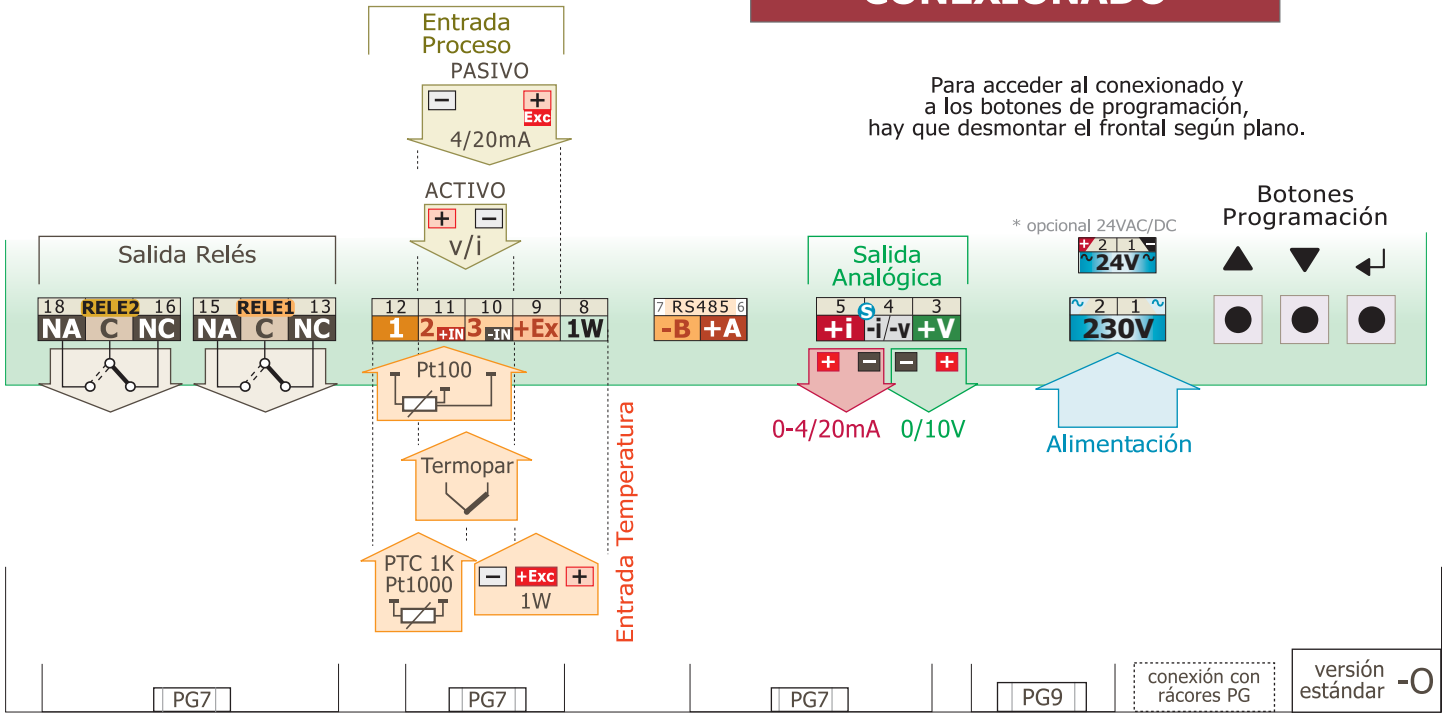 CONEXIONADO
Entrada
Proceso
PASIVO
− +
Exc
4/20mA
Para acceder al conexionado y
a los botones de programación,
hay que desmontar el frontal según plano.
ACTIVO
+ −
v/i
Botones
Programación
* opcional 24VAC/DC
+ 2 1 −
~ 24V ~
Salida Relés
Salida
Analógica
18 RELE2 16
NA C NC
15 RELE1 13
NA C NC
12 11 10 9 8
1 2 +IN 3 -IN +Ex 1W
7 RS485 6
-B +A
5 S 4 3
+i -i/-v +V
~ 2 1 ~
230V
+ − − +
Pt100
0-4/20mA 0/10V
Alimentación
Termopar
Entrada Temperatura
PTC 1K
Pt1000
− +Exc +
1W
PG7
PG7
PG7
PG9
conexión con
rácores PG
versión
estándar -O